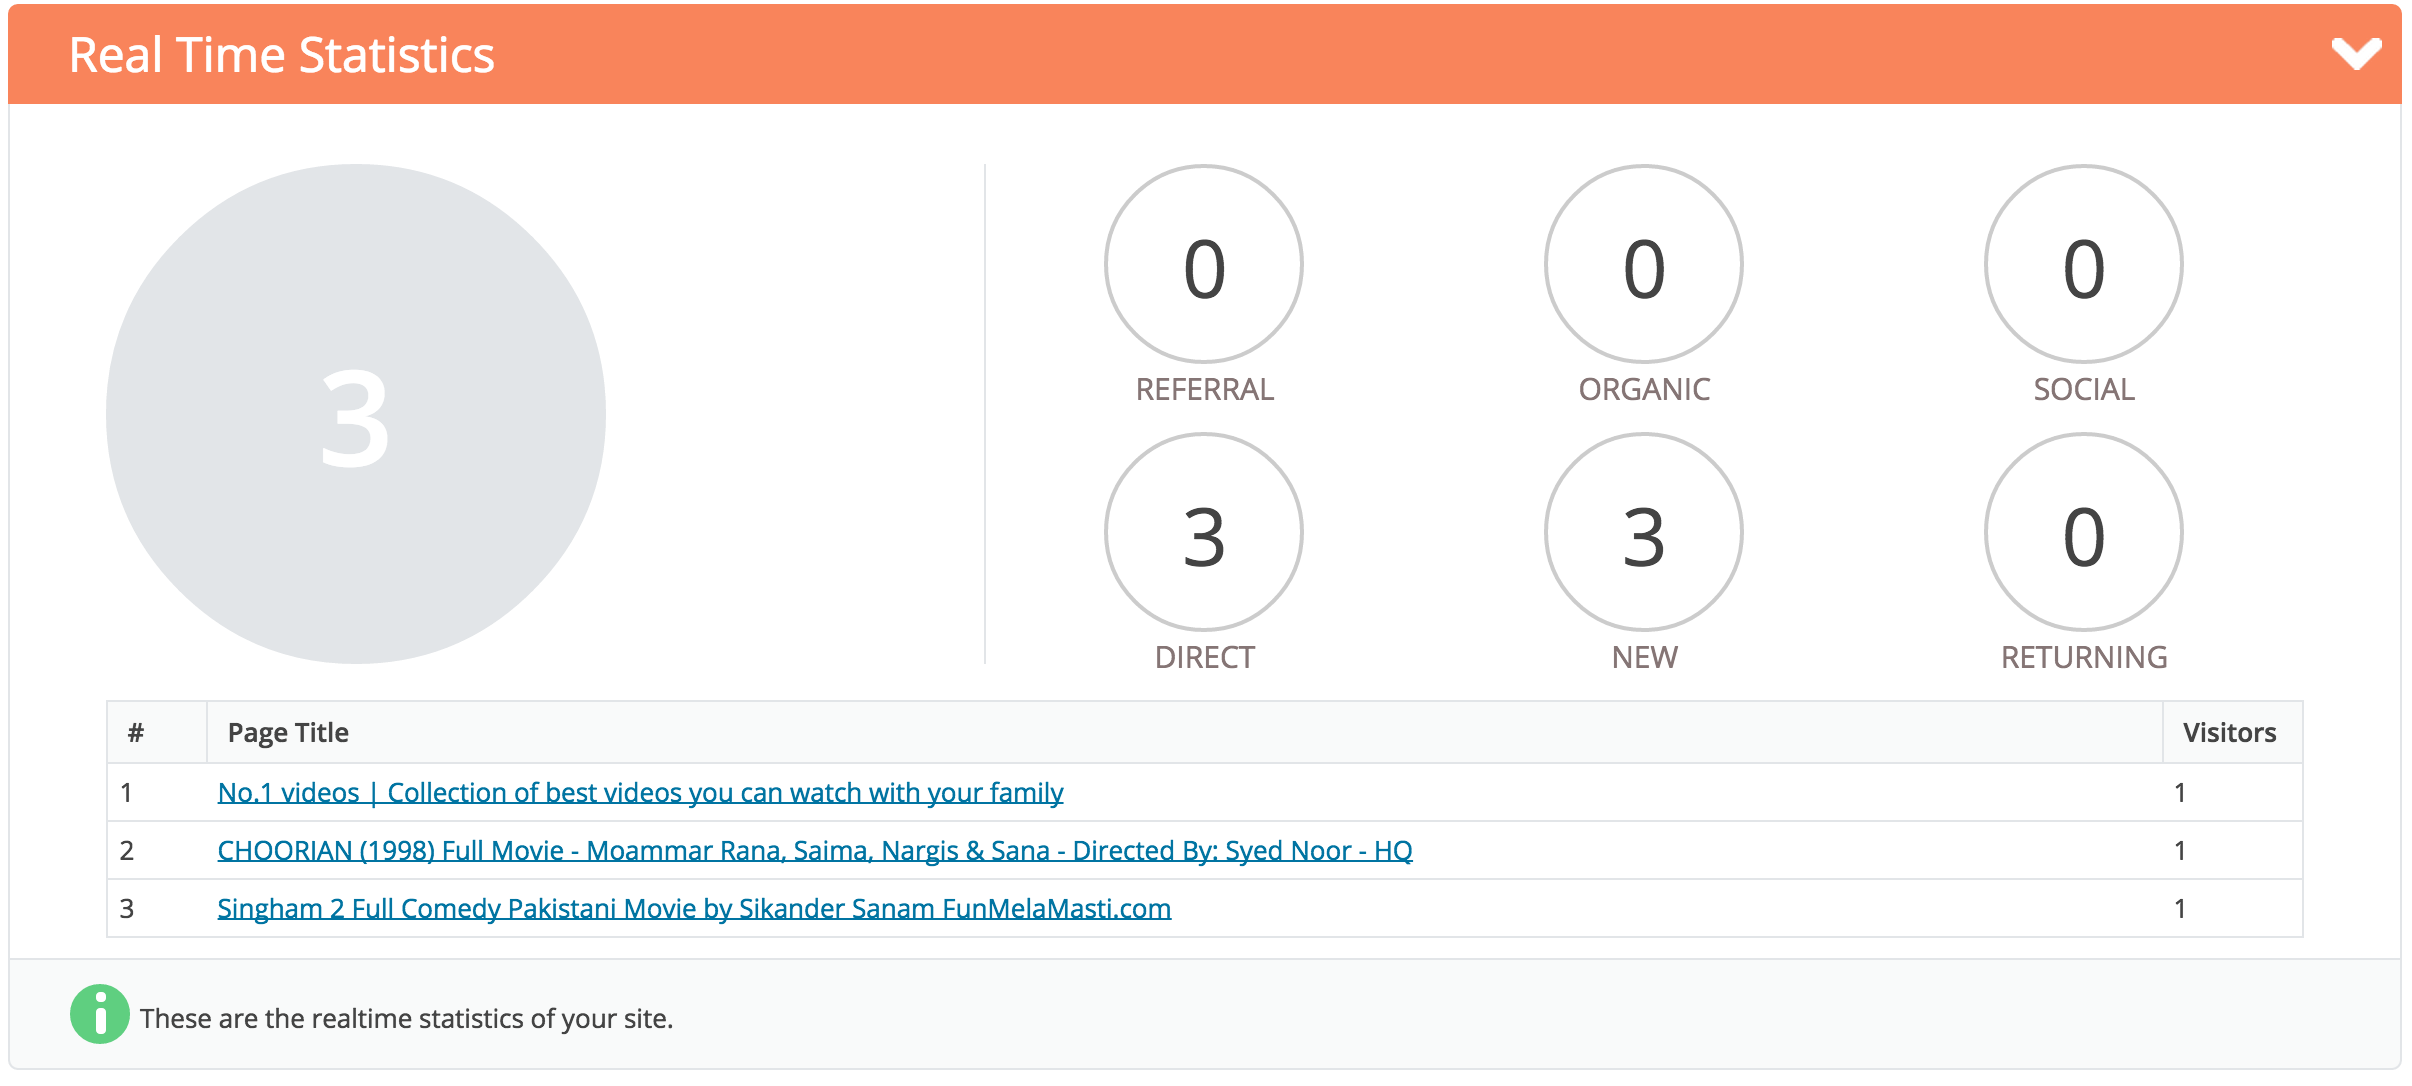 Real Time Statistics
3
0 0 0
REFERRAL ORGANIC SOCIAL
3 3 0
DIRECT NEW RETURNING
# Page Title Visitors
1 No.1 videos | Collection of best videos you can watch with your family 1
2 CHOORIAN (1998) Full Movie - Moammar Rana, Saima, Nargis & Sana - Directed By: Syed Noor - HQ 1
3 Singham 2 Full Comedy Pakistani Movie by Sikander Sanam FunMelaMasti.com 1
These are the realtime statistics of your site.